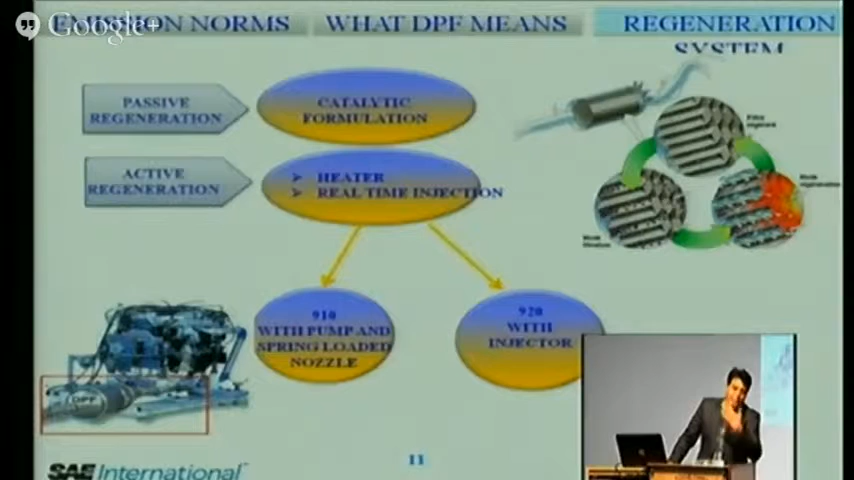 Google+
ON NORMS
WHAT DPF MEANS
REGENERATION
SYSTEM
PASSIVE
REGENERATION
CATALYTIC
FORMULATION
ACTIVE
REGENERATION
➤ HEATER
➤ REAL TIME INJECTION
910
WITH PUMP AND
SPRING LOADED
NOZZLE
920
WITH
INJECTOR
DPF
11
SAE International